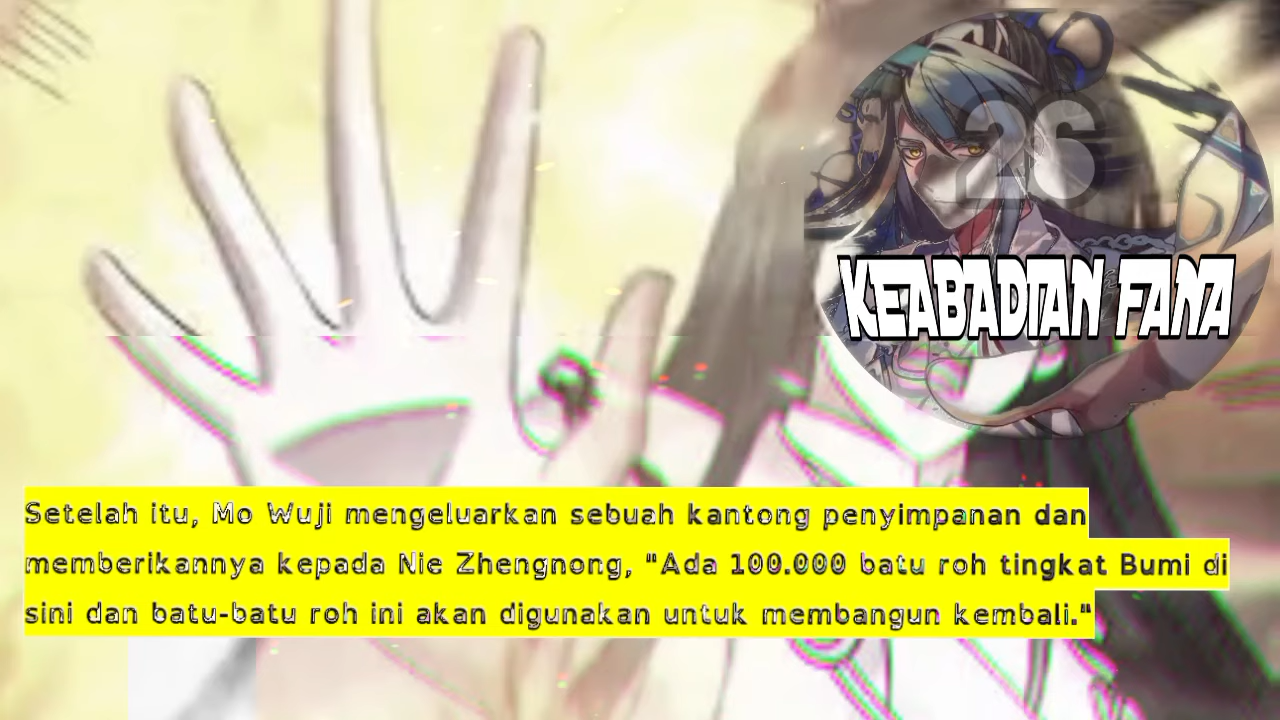 26
KEABADIAN FANA
Setelah itu, Mo Wuji mengeluarkan sebuah kantong penyimpanan dan
memberikannya kepada Nie Zhengnong, "Ada 100.000 batu roh tingkat Bumi di
sini dan batu-batu roh ini akan digunakan untuk membangun kembali."